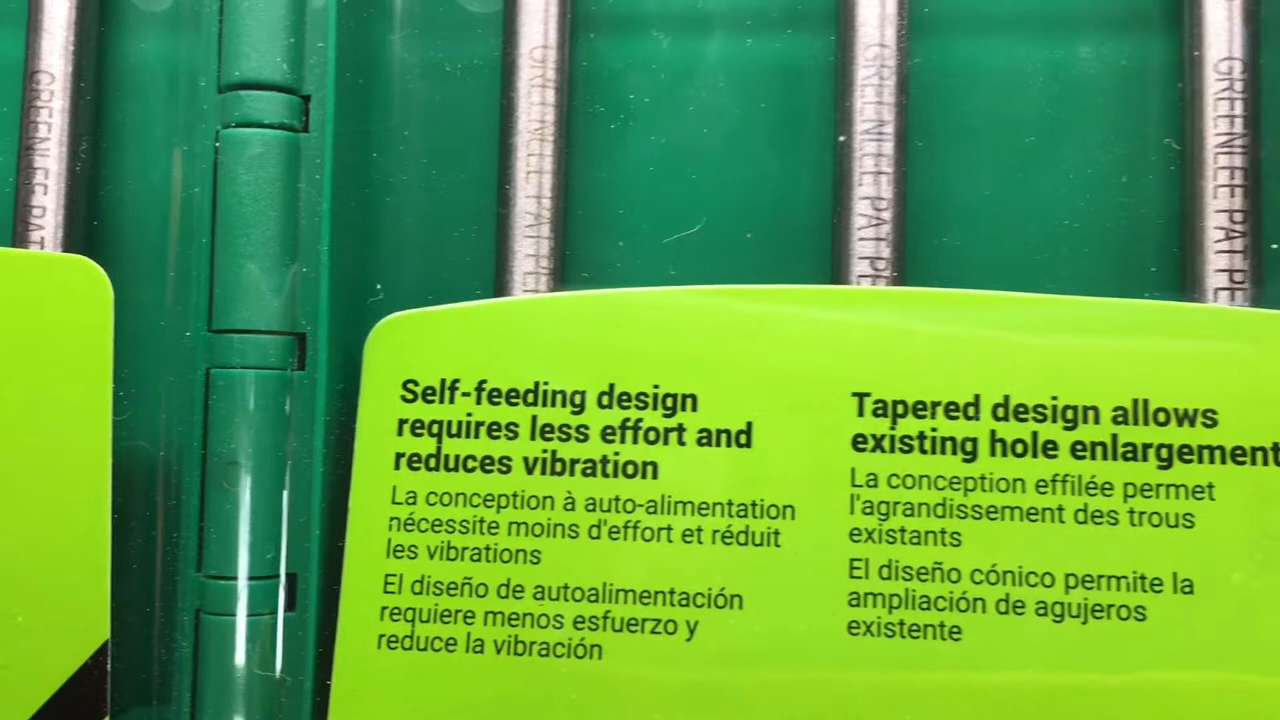 GREENLEE PAT
GREENLEE PAT PE
GREENLEE PAT PE
GREENLEE PAT PE
Self-feeding design
requires less effort and
reduces vibration
La conception à auto-alimentation
nécessite moins d'effort et réduit
les vibrations
El diseño de autoalimentación
requiere menos esfuerzo y
reduce la vibración
Tapered design allows
existing hole enlargement
La conception effilée permet
l'agrandissement des trous
existants
El diseño cónico permite la
ampliación de agujeros
existente